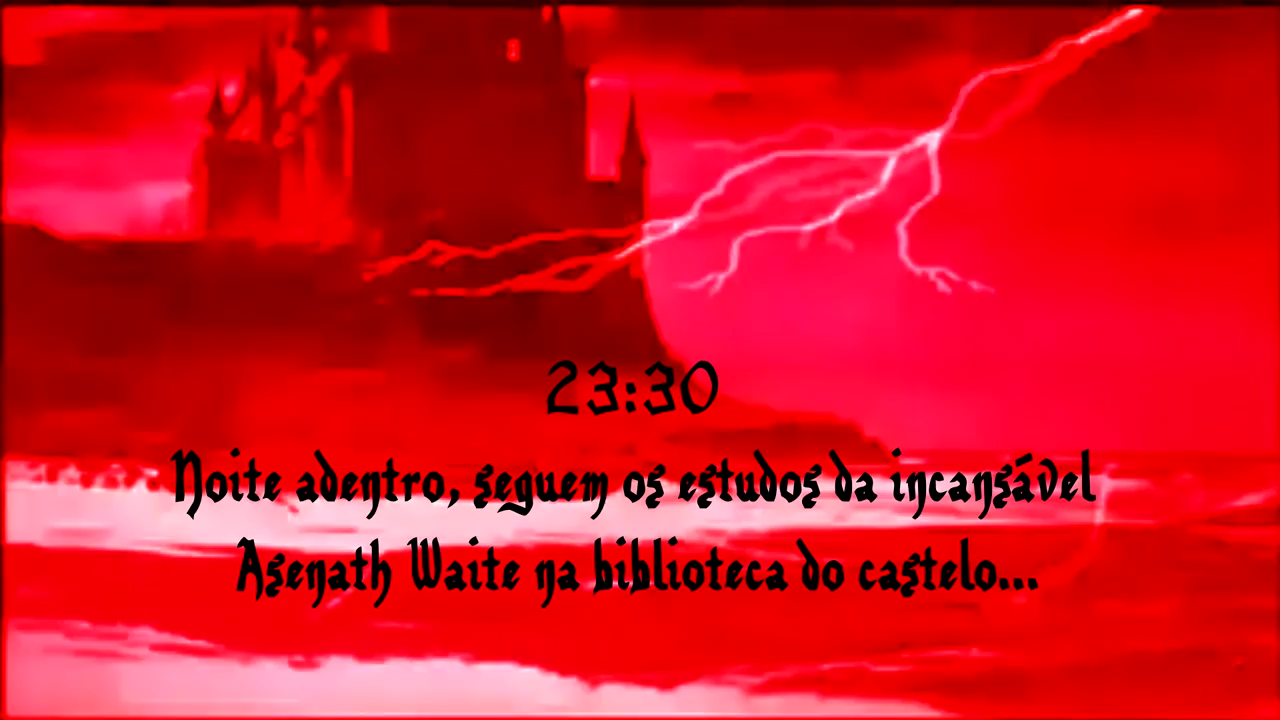 23:30
Noite adentro, seguem os estudos da incansável
Asenath Waite na biblioteca do castelo...